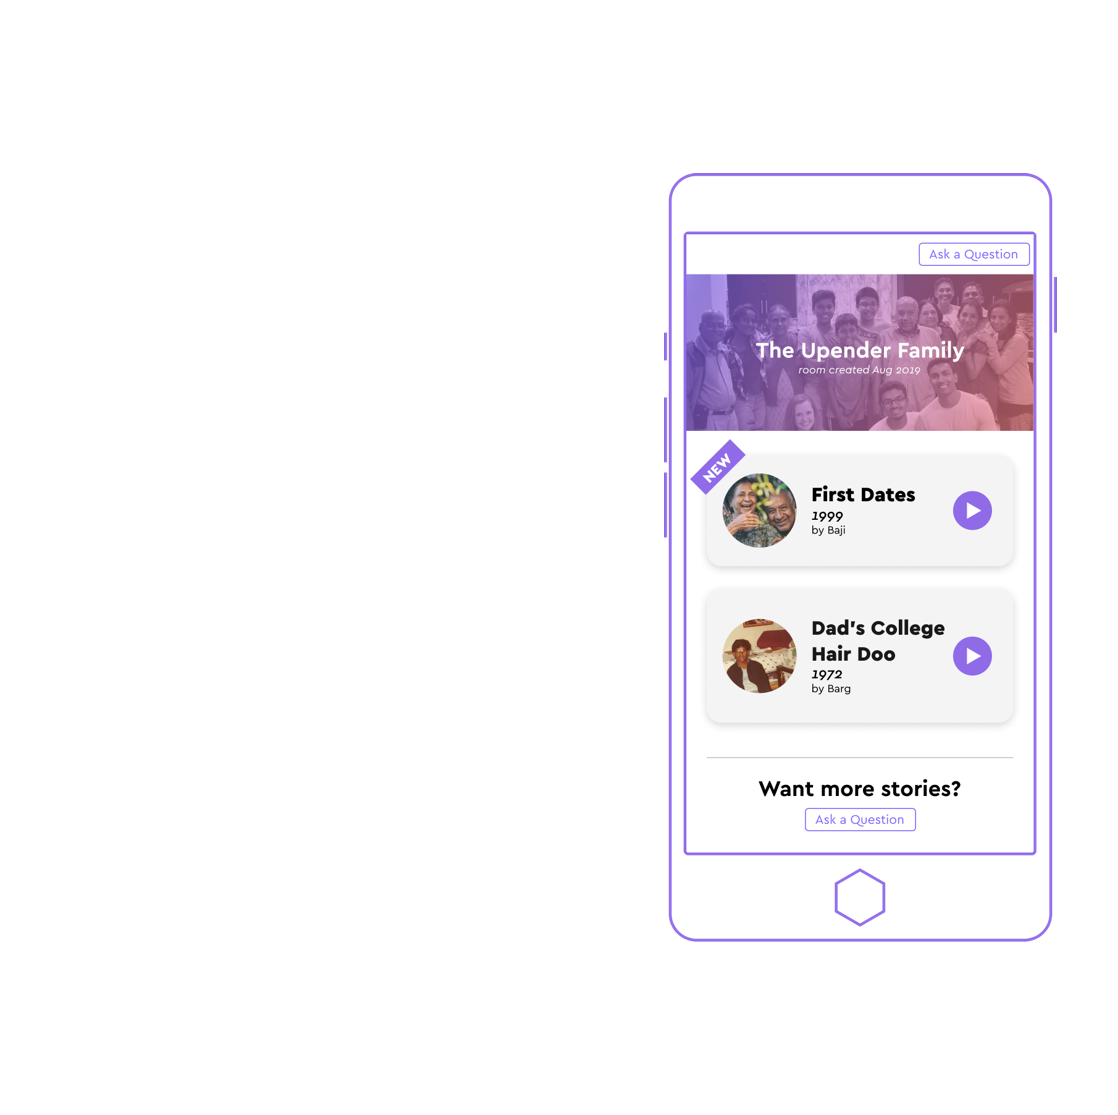 Ask a Question
The Upender Family
room created Aug 2019
NEW
First Dates
1999
by Baji
Dad's College
Hair Doo
1972
by Barg
Want more stories?
Ask a Question